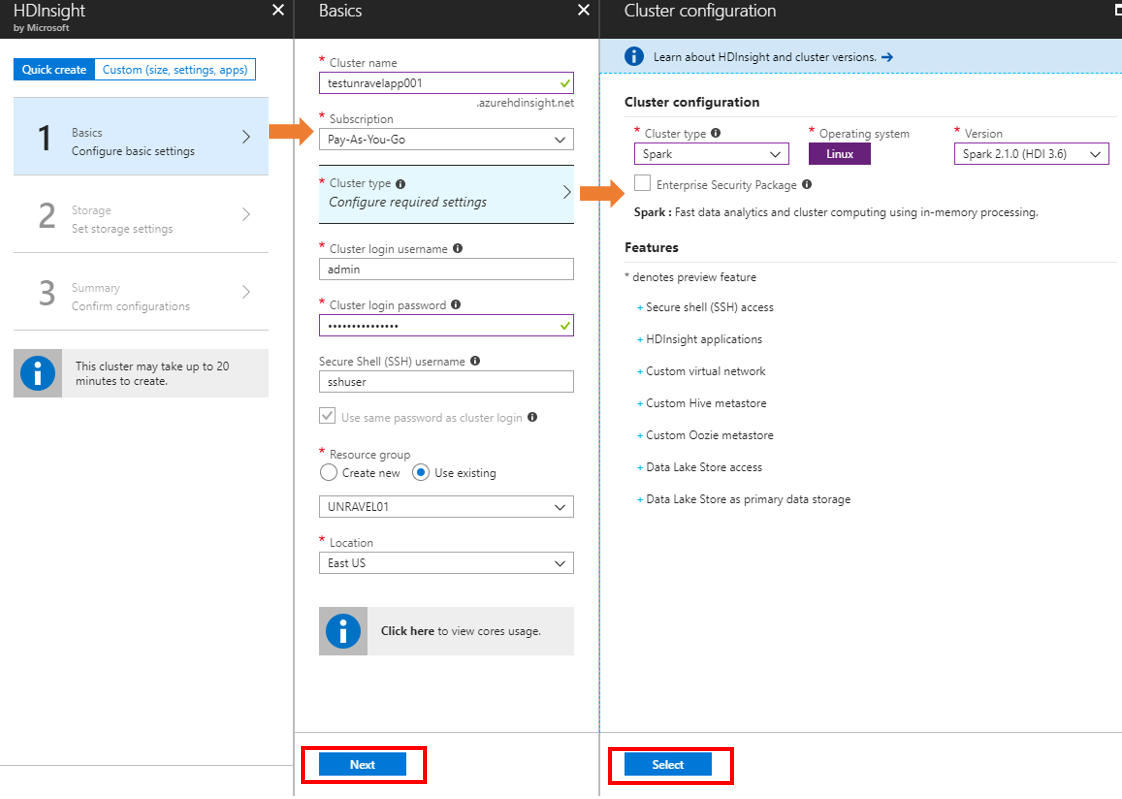 HDInsight
by Microsoft
Quick create
Custom (size, settings, apps)
1
Basics
Configure basic settings
2
Storage
Set storage settings
3
Summary
Confirm configurations
This cluster may take up to 20
minutes to create.
Basics
* Cluster name
testunravelapp001
.azurehdinsight.net
* Subscription
Pay-As-You-Go
* Cluster type
Configure required settings
* Cluster login username
admin
* Cluster login password
•••••••••••••••
Secure Shell (SSH) username
sshuser
Use same password as cluster login
* Resource group
Create new
Use existing
UNRAVEL01
* Location
East US
Click here to view cores usage.
Next
Cluster configuration
Learn about HDInsight and cluster versions.
Cluster configuration
* Cluster type
* Operating system
* Version
Spark
Linux
Spark 2.1.0 (HDI 3.6)
Enterprise Security Package
Spark : Fast data analytics and cluster computing using in-memory processing.
Features
* denotes preview feature
+ Secure shell (SSH) access
+ HDInsight applications
+ Custom virtual network
+ Custom Hive metastore
+ Custom Oozie metastore
+ Data Lake Store access
+ Data Lake Store as primary data storage
Select